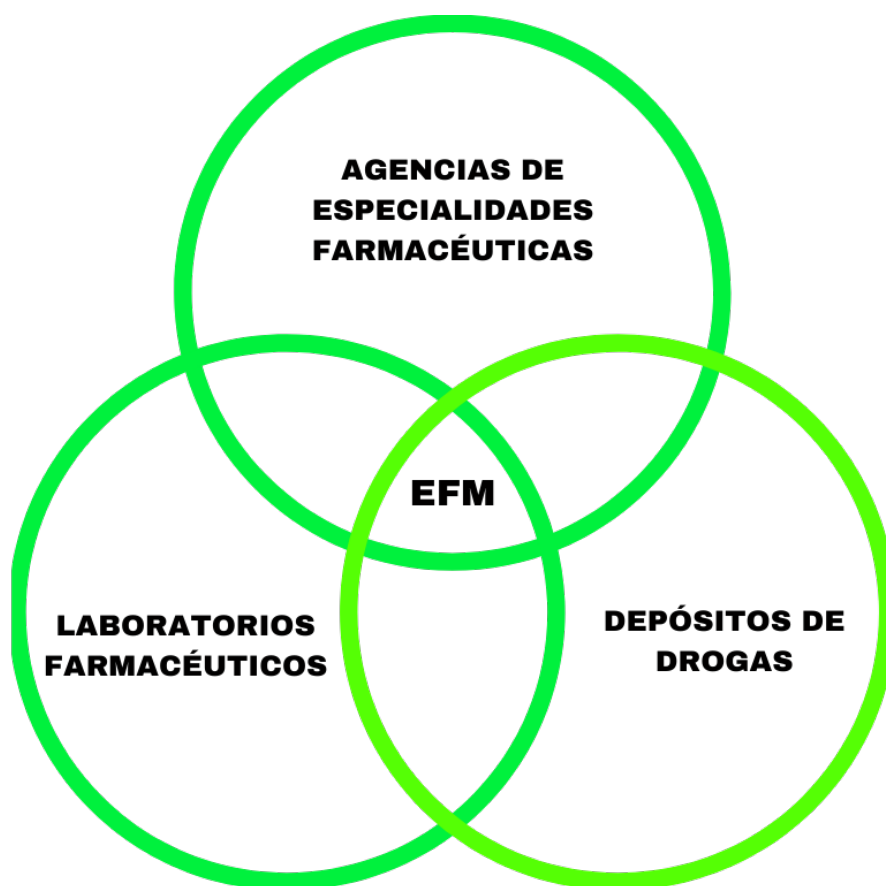 AGENCIAS DE
ESPECIALIDADES
FARMACÉUTICAS
EFM
LABORATORIOS
FARMACÉUTICOS
DEPÓSITOS DE
DROGAS